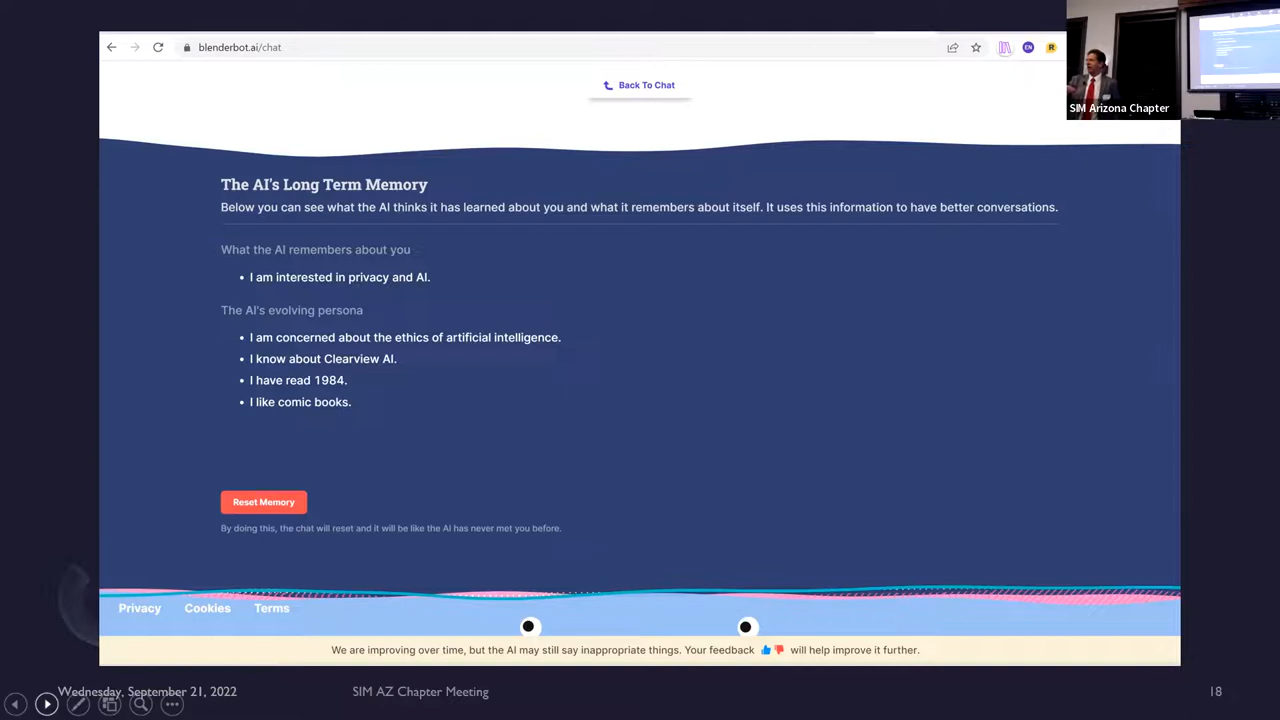 blenderbot.ai/chat
EN
R
Back To Chat
SIM Arizona Chapter
The AI's Long Term Memory
Below you can see what the AI thinks it has learned about you and what it remembers about itself. It uses this information to have better conversations.
What the AI remembers about you
• I am interested in privacy and AI.
The AI's evolving persona
• I am concerned about the ethics of artificial intelligence.
• I know about Clearview AI.
• I have read 1984.
• I like comic books.
Reset Memory
By doing this, the chat will reset and it will be like the AI has never met you before.
Privacy Cookies Terms
We are improving over time, but the AI may still say inappropriate things. Your feedback 👍 👎 will help improve it further.
Wednesday, September 21, 2022 SIM AZ Chapter Meeting 18